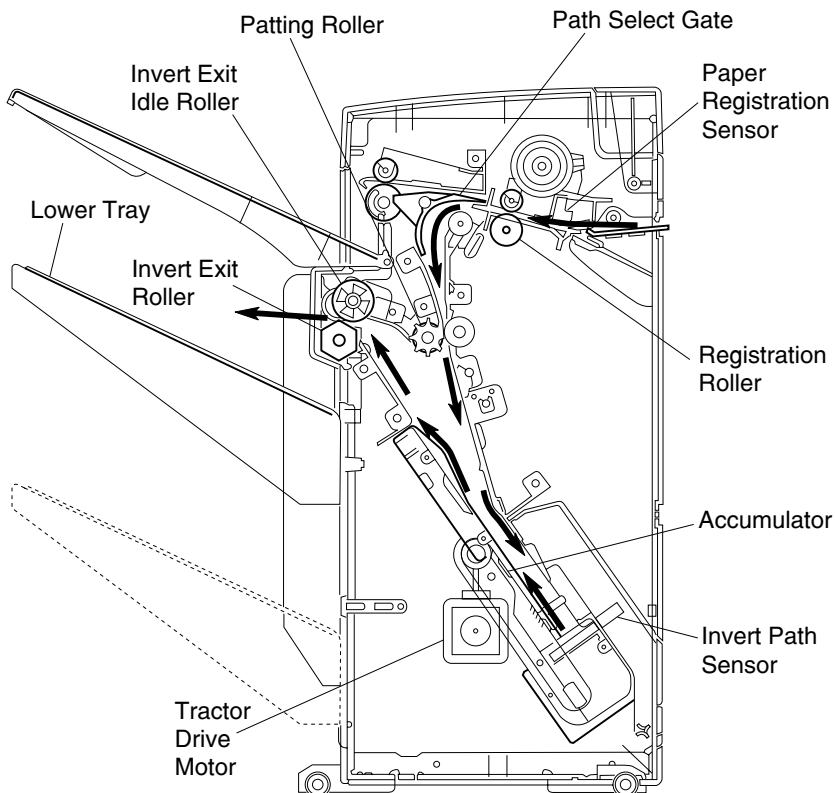 Patting Roller
Path Select Gate
Invert Exit
Idle Roller
Paper
Registration
Sensor
Lower Tray
Invert Exit
Roller
Registration
Roller
Accumulator
Invert Path
Sensor
Tractor
Drive
Motor